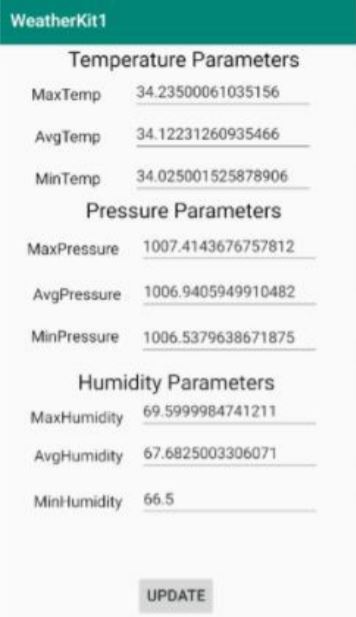 WeatherKit1
Temperature Parameters
MaxTemp 34.23500061035156
AvgTemp 34.12231260935466
MinTemp 34.025001525878906
Pressure Parameters
MaxPressure 1007.4143676757812
AvgPressure 1006.9405949910482
MinPressure 1006.5379638671875
Humidity Parameters
MaxHumidity 69.5999984741211
AvgHumidity 67.6825003306071
MinHumidity 66.5
UPDATE